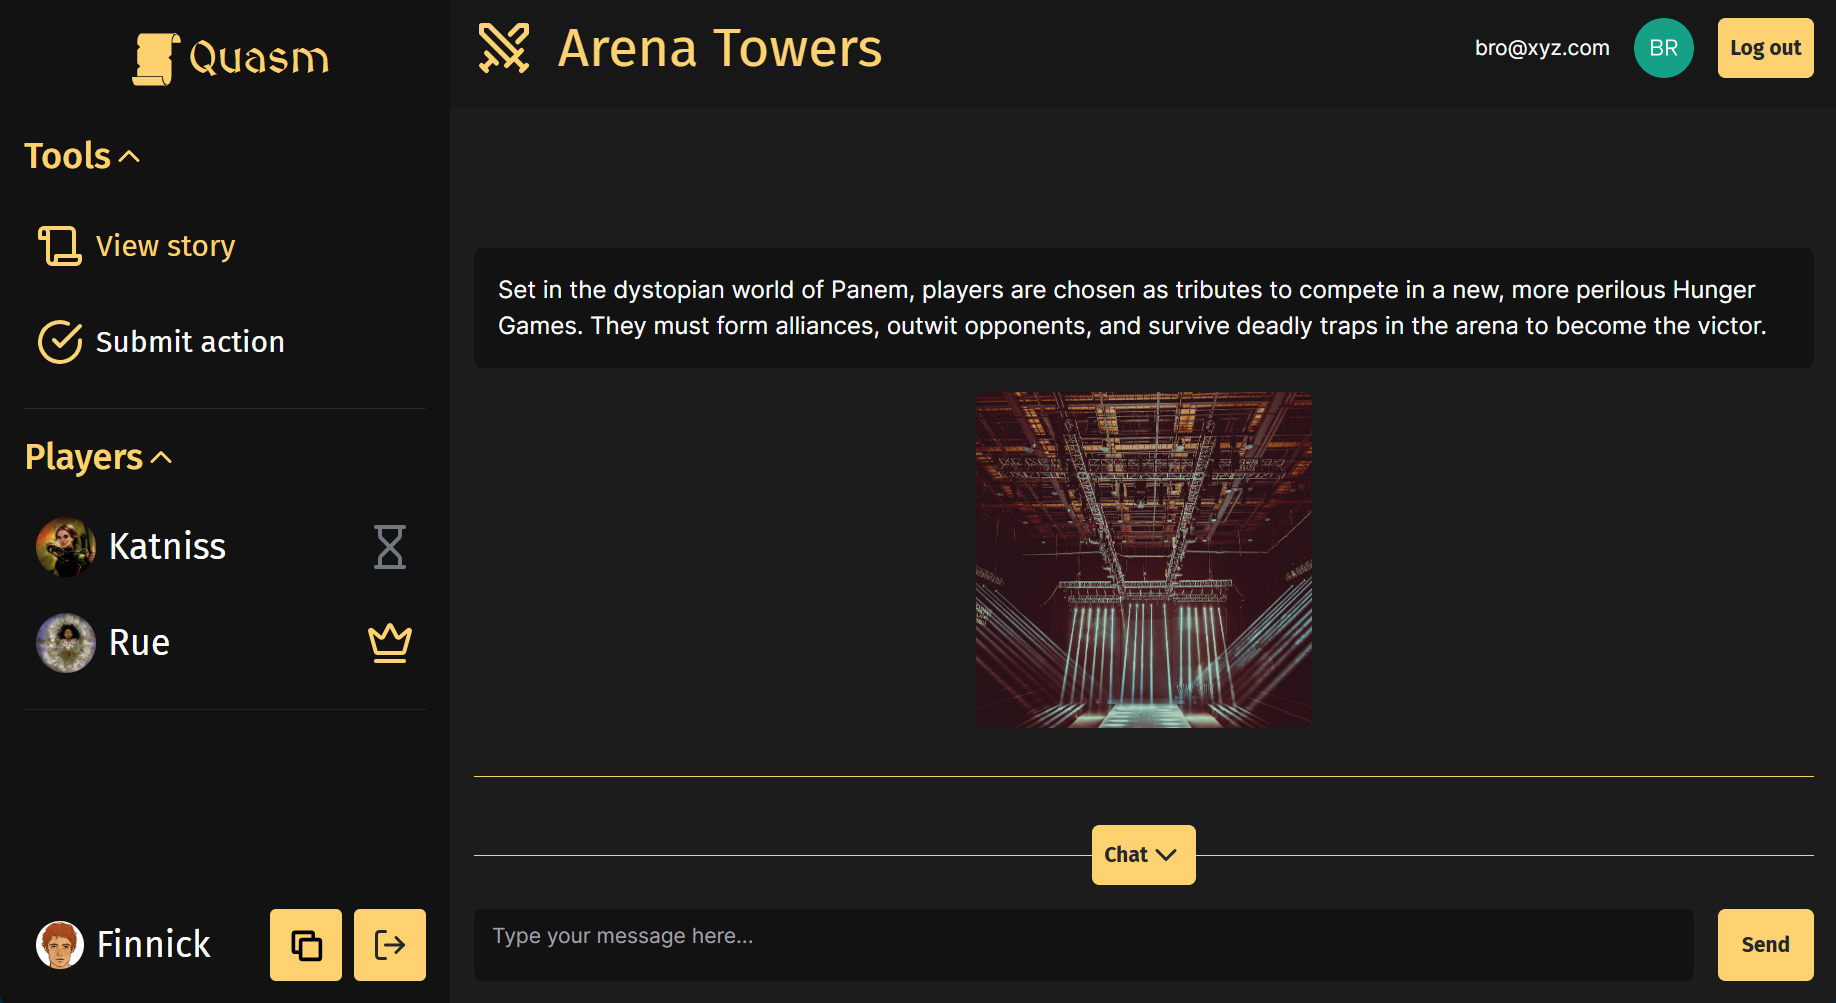 Quasm
Arena Towers
bro@xyz.com
BR
Log out
Tools
View story
Submit action
Players
Katniss
Rue
Finnick
Set in the dystopian world of Panem, players are chosen as tributes to compete in a new, more perilous Hunger
Games. They must form alliances, outwit opponents, and survive deadly traps in the arena to become the victor.
Chat
Type your message here...
Send